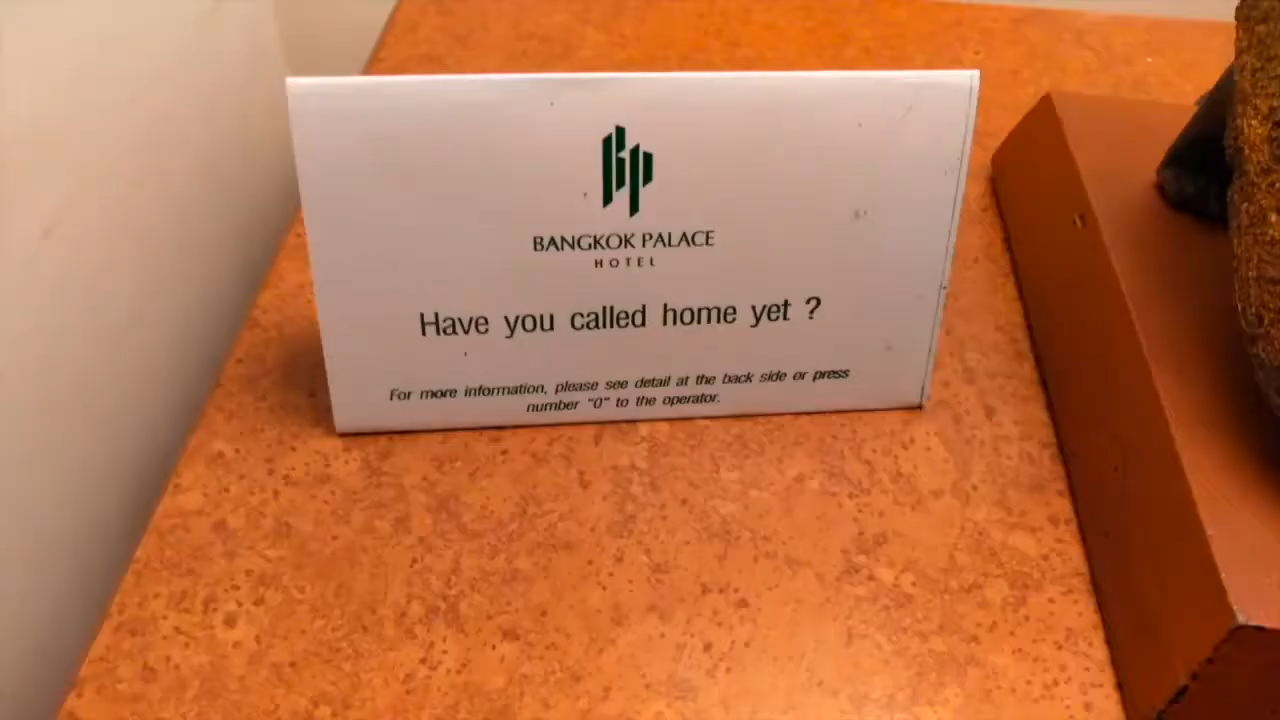 BP
BANGKOK PALACE
HOTEL
Have you called home yet ?
For more information, please see detail at the back side or press
number "0" to the operator.